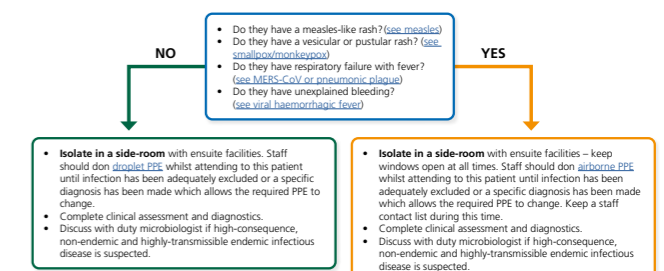 • Do they have a measles-like rash? (see measles)
• Do they have a vesicular or pustular rash? (see
smallpox/monkeypox)
• Do they have respiratory failure with fever?
(see MERS-CoV or pneumonic plague)
• Do they have unexplained bleeding?
(see viral haemorrhagic fever)
NO
YES
• Isolate in a side-room with ensuite facilities. Staff
should don droplet PPE whilst attending to this patient
until infection has been adequately excluded or a specific
diagnosis has been made which allows the required PPE to
change.
• Complete clinical assessment and diagnostics.
• Discuss with duty microbiologist if high-consequence,
non-endemic and highly-transmissible endemic infectious
disease is suspected.
• Isolate in a side-room with ensuite facilities – keep
windows open at all times. Staff should don airborne PPE
whilst attending to this patient until infection has been
adequately excluded or a specific diagnosis has been made
which allows the required PPE to change. Keep a staff
contact list during this time.
• Complete clinical assessment and diagnostics.
• Discuss with duty microbiologist if high-consequence,
non-endemic and highly-transmissible endemic infectious
disease is suspected.